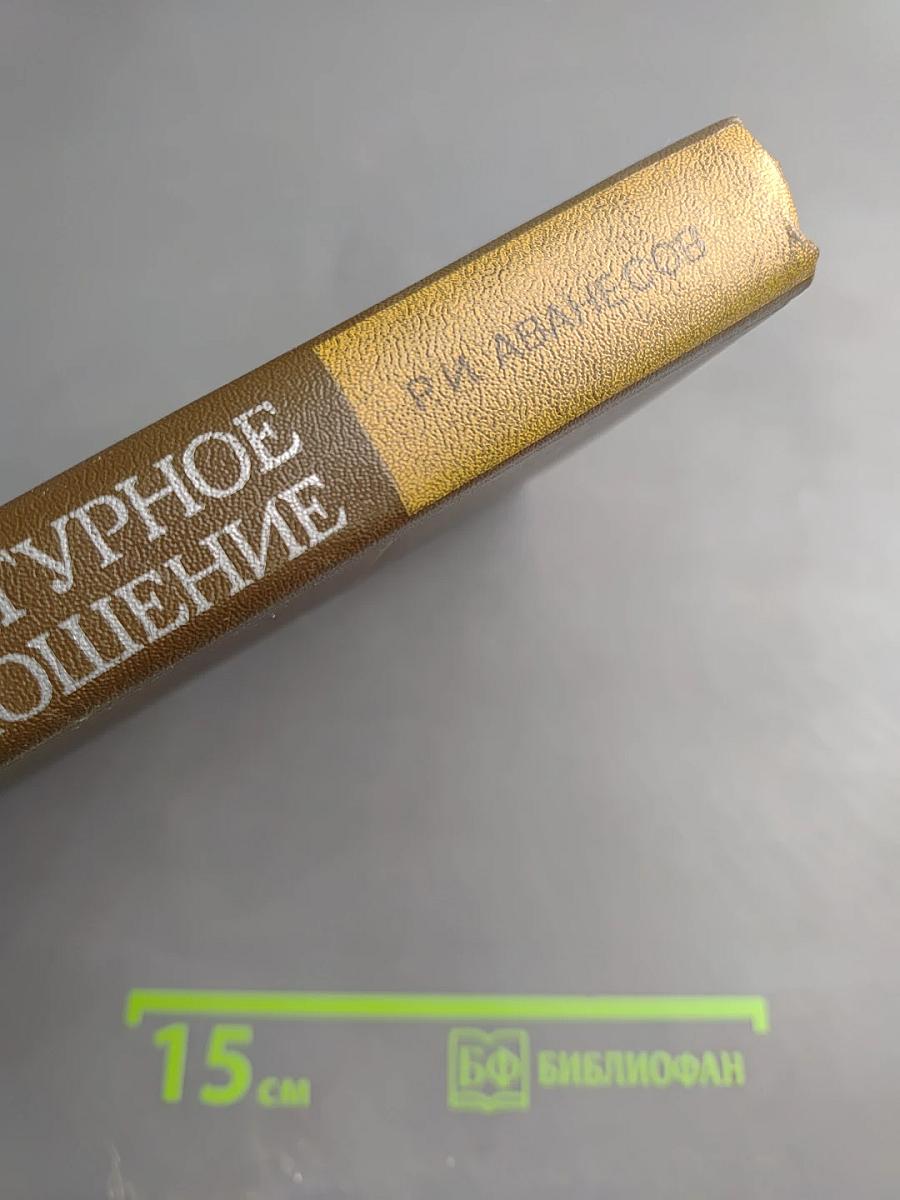 Р.И. АВАНЕСОВ
ТУРНОЕ
ОШЕНИЕ
15 см
БФ БИБЛИОФАН